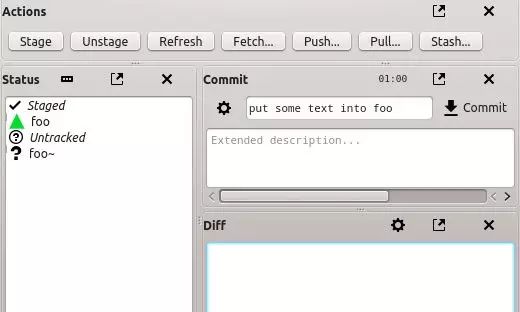 Actions
Stage Unstage Refresh Fetch... Push... Pull... Stash...
Status
Staged
foo
Untracked
foo~
Commit 01:00
put some text into foo Commit
Extended description...
Diff